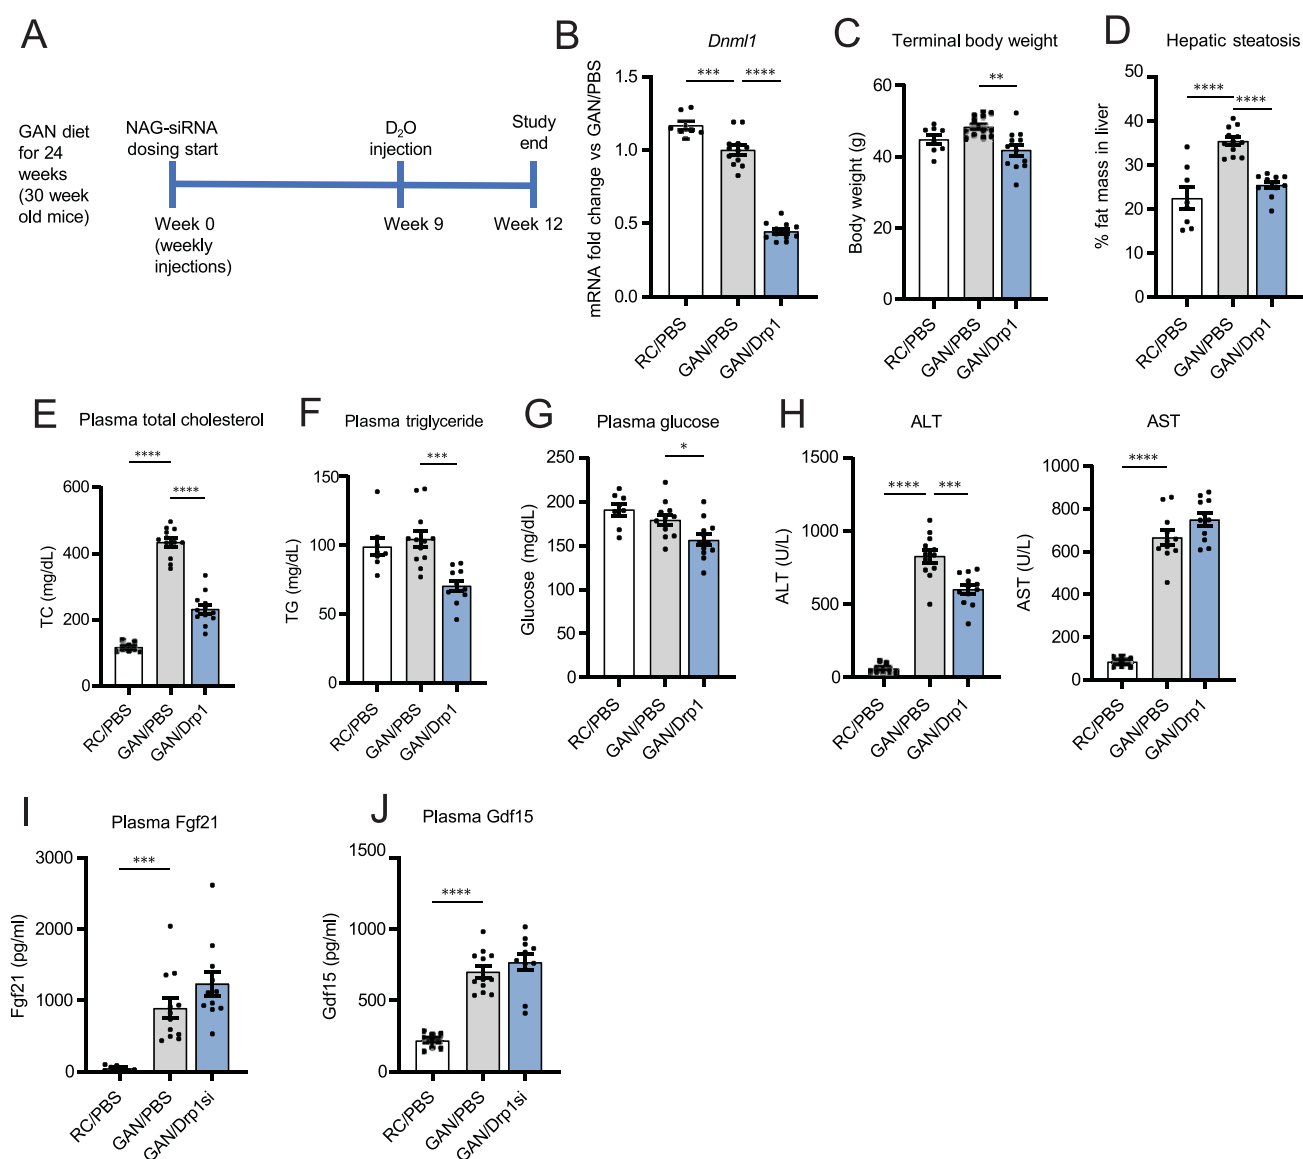 A
GAN diet
for 24
weeks
(30 week
old mice)
NAG-siRNA
dosing start
D₂O
injection
Study
end
Week 0
(weekly
injections)
Week 9
Week 12
B
Dnml1
*** ****
mRNA fold change vs GAN/PBS
1.5
1.0
0.5
0.0
RC/PBS
GAN/PBS
GAN/Drp1
C
Terminal body weight
**
Body weight (g)
60
40
20
0
RC/PBS
GAN/PBS
GAN/Drp1
D
Hepatic steatosis
**** ****
% fat mass in liver
50
40
30
20
10
0
RC/PBS
GAN/PBS
GAN/Drp1
E
Plasma total cholesterol
****
****
TC (mg/dL)
600
400
200
0
RC/PBS
GAN/PBS
GAN/Drp1
F
Plasma triglyceride
***
TG (mg/dL)
150
100
50
0
RC/PBS
GAN/PBS
GAN/Drp1
G
Plasma glucose
*
Glucose (mg/dL)
250
200
150
100
50
0
RC/PBS
GAN/PBS
GAN/Drp1
H
ALT
**** ***
ALT (U/L)
1500
1000
500
0
RC/PBS
GAN/PBS
GAN/Drp1
AST
****
AST (U/L)
1000
800
600
400
200
0
RC/PBS
GAN/PBS
GAN/Drp1
I
Plasma Fgf21
***
Fgf21 (pg/ml)
3000
2000
1000
0
RC/PBS
GAN/PBS
GAN/Drp1si
J
Plasma Gdf15
****
Gdf15 (pg/ml)
1500
1000
500
0
RC/PBS
GAN/PBS
GAN/Drp1si